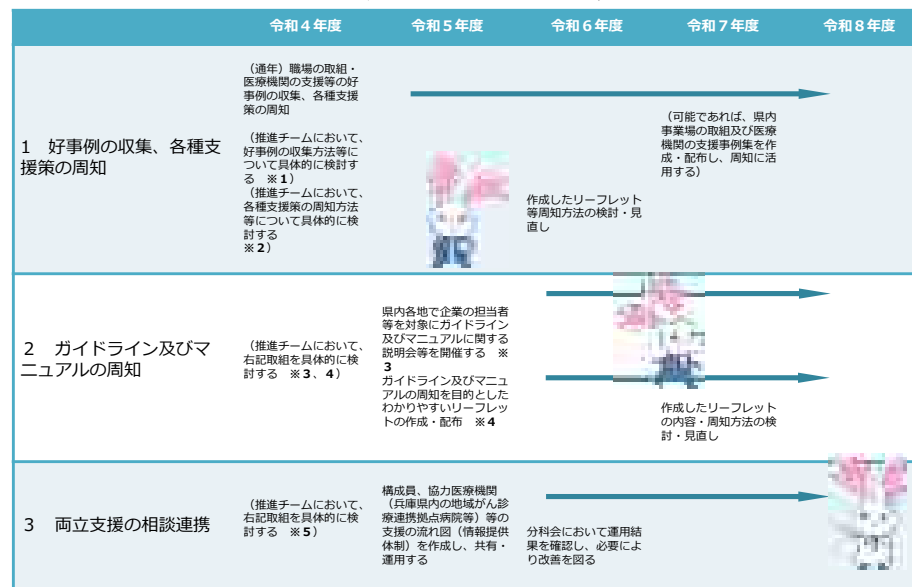 令和４年度
令和５年度
令和６年度
令和７年度
令和８年度
１　好事例の収集、各種支
援策の周知
（通年）職場の取組・
医療機関の支援等の好
事例の収集、各種支援
策の周知
（推進チームにおいて、
好事例の収集方法等に
ついて具体的に検討す
る　※１）
（推進チームにおいて、
各種支援策の周知方法
等について具体的に検
討する
※２）
作成したリーフレット
等周知方法の検討・見
直し
（可能であれば、県内
事業場の取組及び医療
機関の支援事例集を作
成・配布し、周知に活
用する）
２　ガイドライン及びマ
ニュアルの周知
（推進チームにおいて、
右記取組を具体的に検
討する　※３、４）
県内各地で企業の担当者
等を対象にガイドライン
及びマニュアルに関する
説明会等を開催する　※
３
ガイドライン及びマニュ
アルの周知を目的とした
わかりやすいリーフレッ
トの作成・配布　※４
作成したリーフレット
の内容・周知方法の検
討・見直し
３　両立支援の相談連携
（推進チームにおいて、
右記取組を具体的に検
討する　※５）
構成員、協力医療機関
（兵庫県内の地域がん診
療連携拠点病院等）等の
支援の流れ図（情報提供
体制）を作成し、共有・
運用する
分科会において運用結
果を確認し、必要によ
り改善を図る